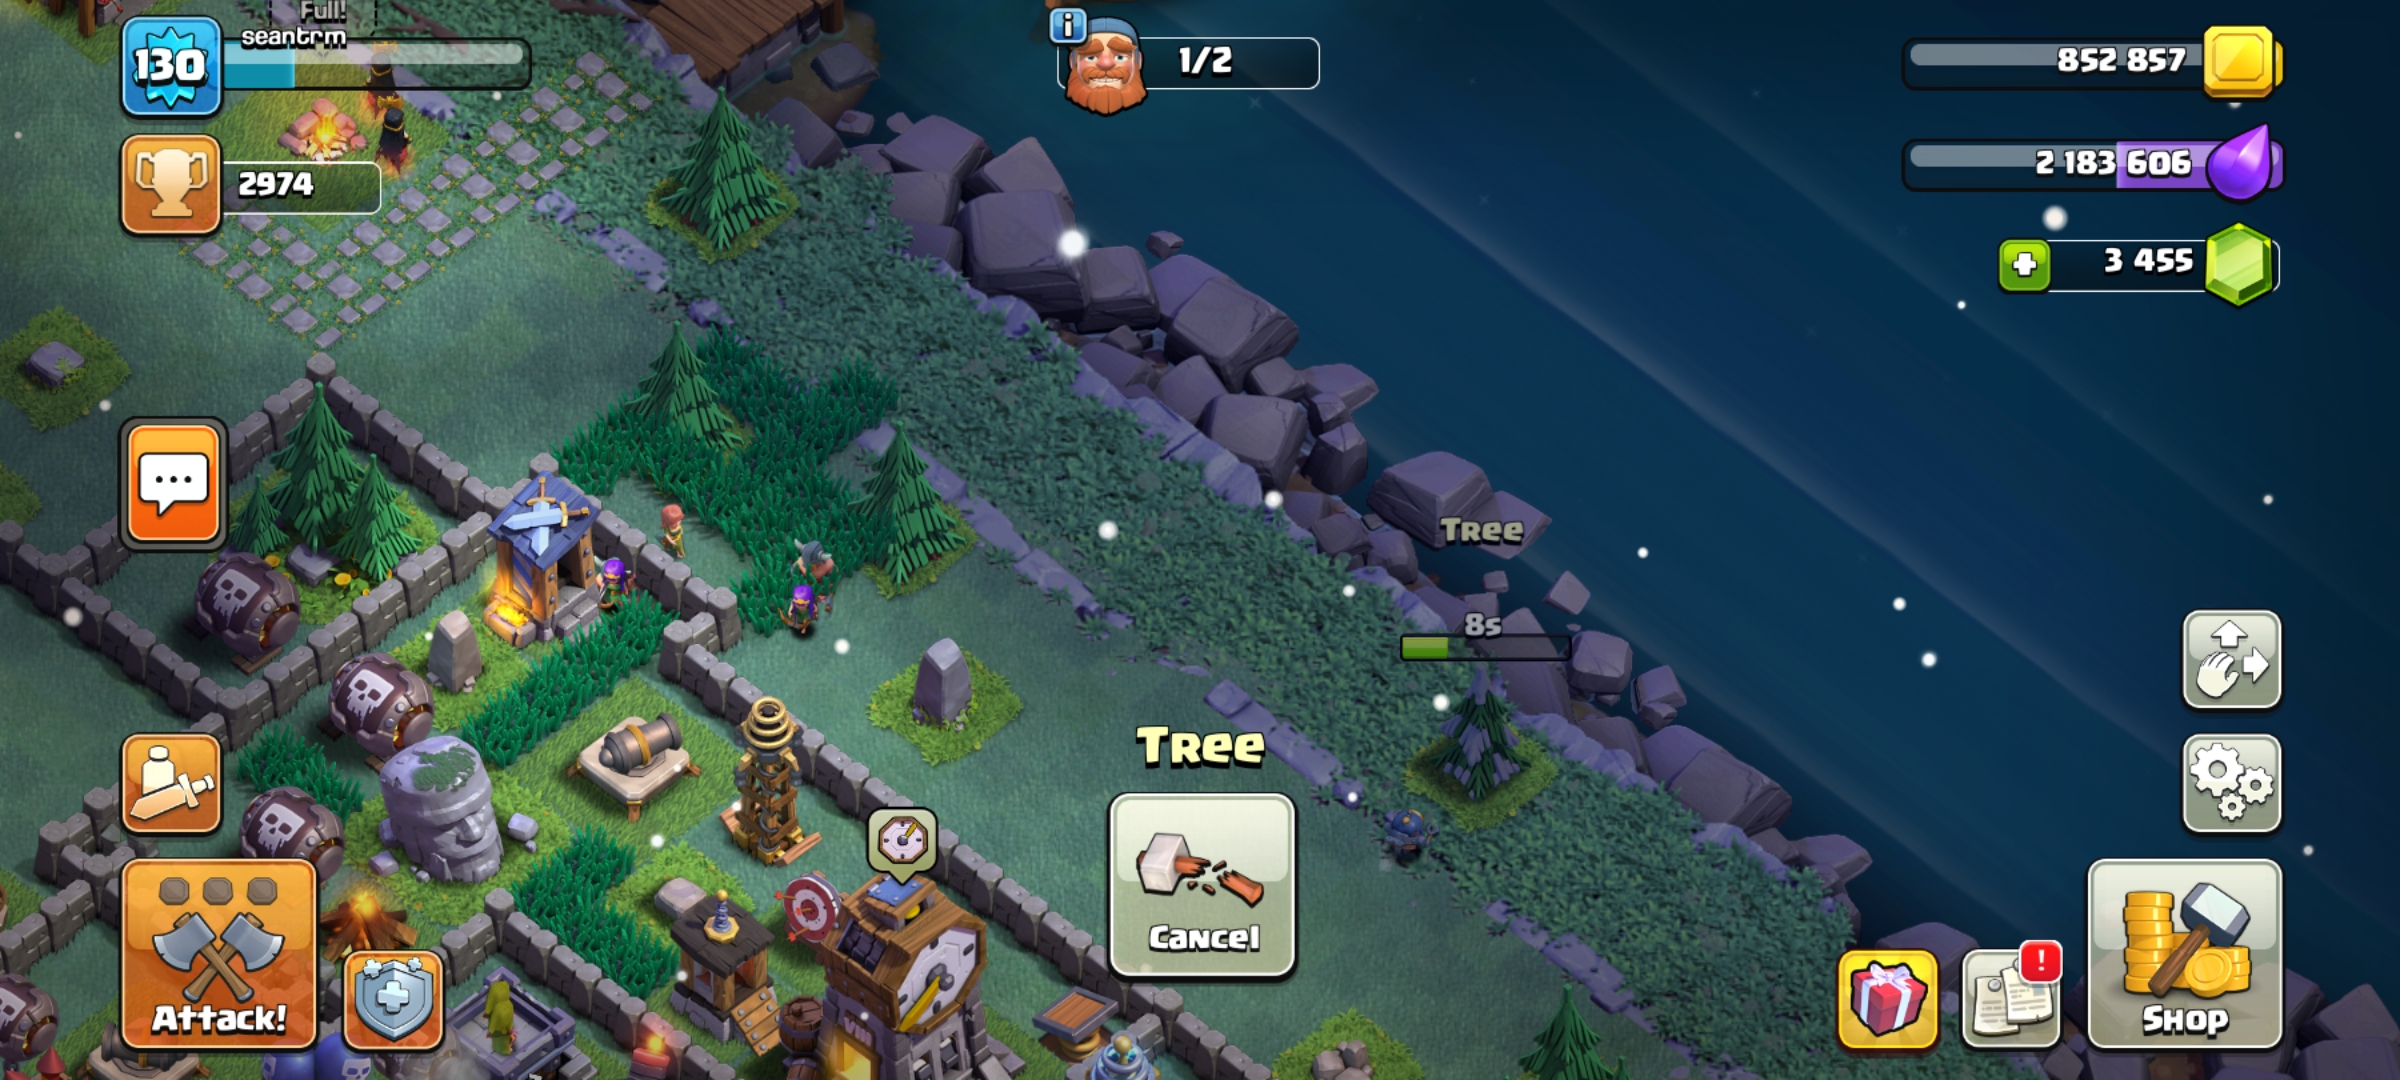 Full!
130
seantrm
1/2
852 857
2974
2 183 606
3 455
Tree
8s
Tree
Cancel
Attack!
!
Shop